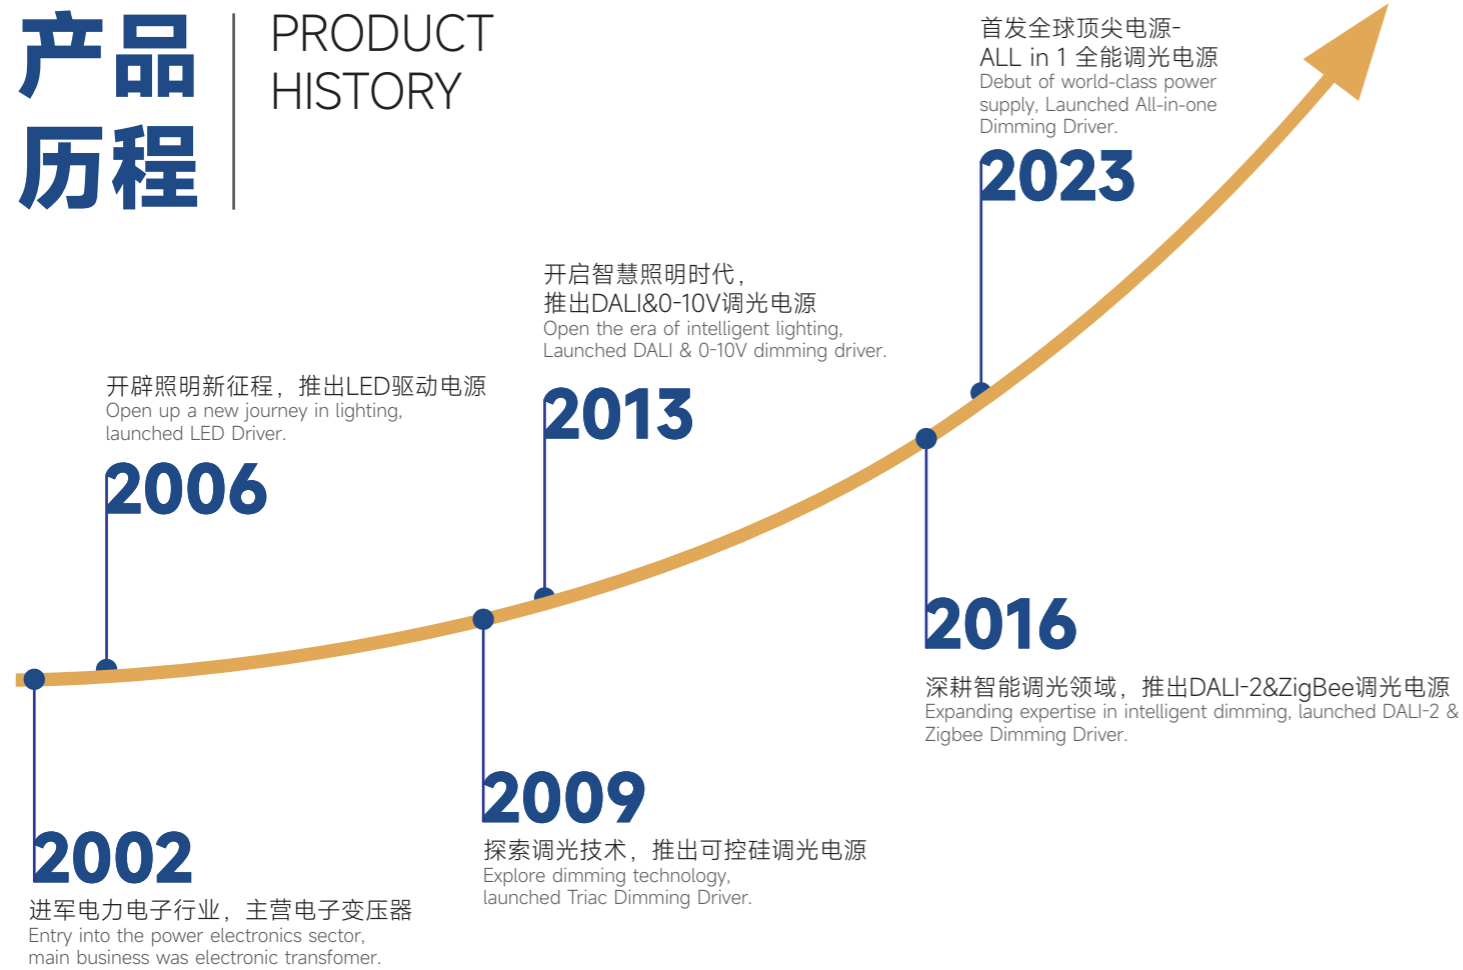 产品
历程
PRODUCT
HISTORY
进军电力电子行业，主营电子变压器
Entry into the power electronics sector,
main business was electronic transfomer.
2002
开辟照明新征程，推出LED驱动电源
Open up a new journey in lighting,
launched LED Driver.
2006
2009
探索调光技术，推出可控硅调光电源
Explore dimming technology,
launched Triac Dimming Driver.
开启智慧照明时代，
推出DALI&0-10V调光电源
Open the era of intelligent lighting,
Launched DALI & 0-10V dimming driver.
2013
2016
深耕智能调光领域，推出DALI-2&ZigBee调光电源
Expanding expertise in intelligent dimming, launched DALI-2 &
Zigbee Dimming Driver.
首发全球顶尖电源-
ALL in 1 全能调光电源
Debut of world-class power
supply, Launched All-in-one
Dimming Driver.
2023